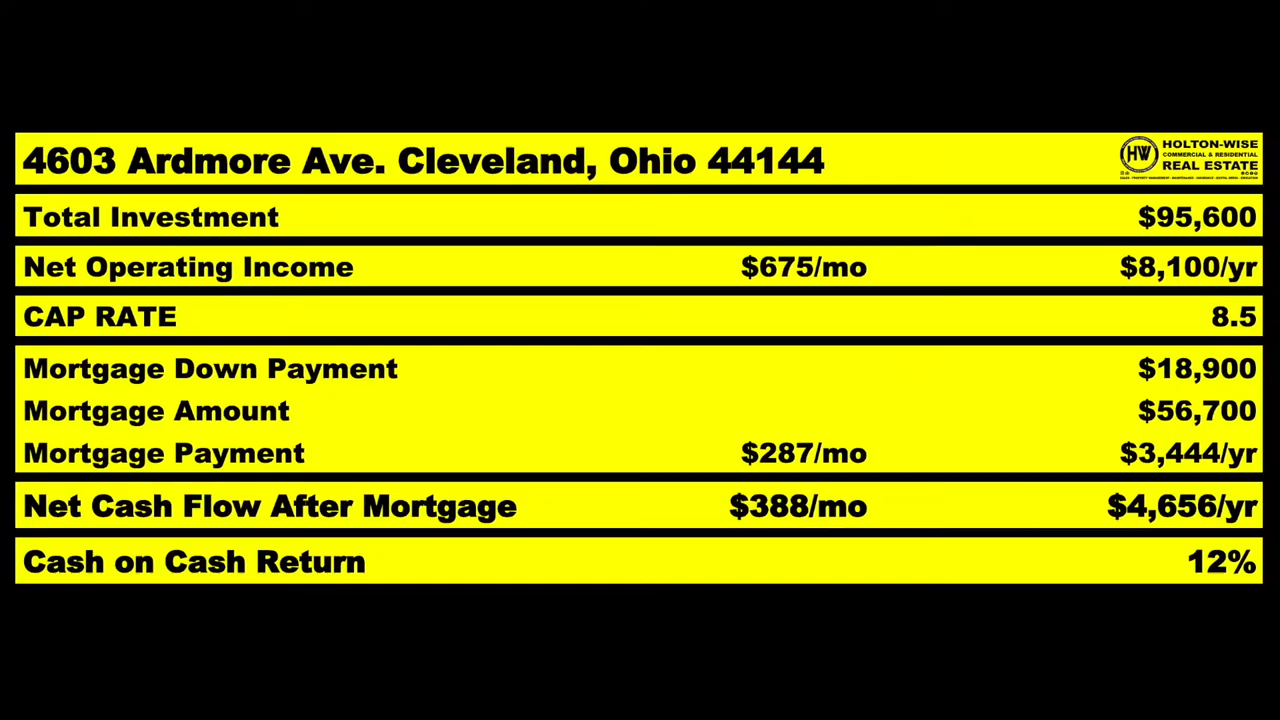 4603 Ardmore Ave. Cleveland, Ohio 44144
HW
HOLTON-WISE
COMMERCIAL & RESIDENTIAL
REAL ESTATE
Total Investment $95,600
Net Operating Income $675/mo $8,100/yr
CAP RATE 8.5
Mortgage Down Payment $18,900
Mortgage Amount $56,700
Mortgage Payment $287/mo $3,444/yr
Net Cash Flow After Mortgage $388/mo $4,656/yr
Cash on Cash Return 12%